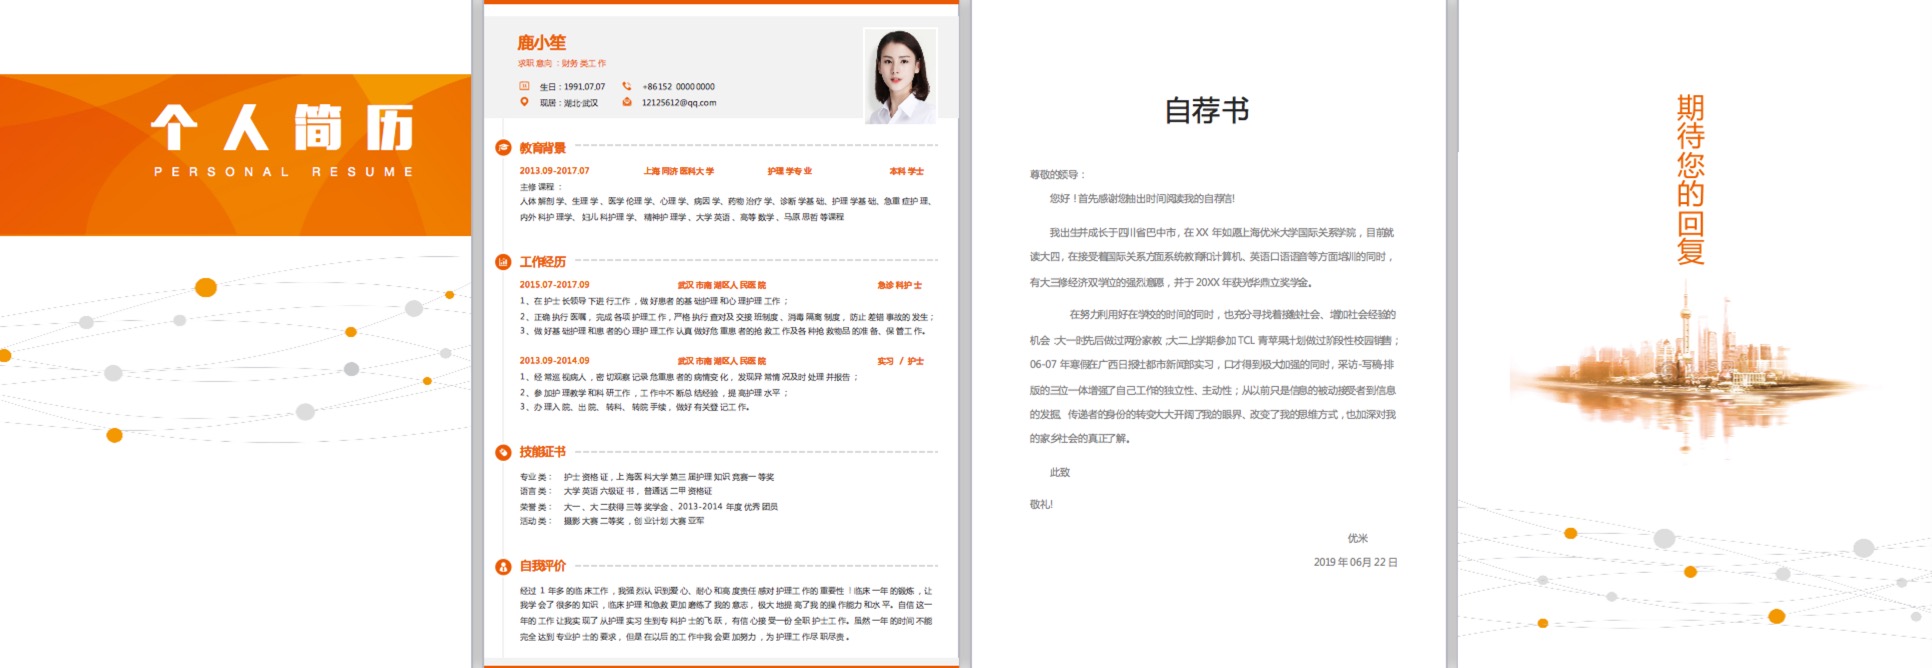 个人简历
PERSONAL RESUME
鹿小笙
求职意向：财务类工作
生日：1991.07.07
+86152 00000000
现居：湖北·武汉
12125612@qq.com
教育背景
2013.09-2017.07 上海同济医科大学 护理学专业 本科学士
主修课程：
人体解剖学、生理学、医学伦理学、心理学、病因学、药物治疗学、诊断学基础、护理学基础、急重症护理、
内外科护理学、妇儿科护理学、精神护理学、大学英语、高等数学、马原思哲等课程
工作经历
2015.07-2017.09 武汉市南湖区人民医院 急诊科护士
1、在护士长领导下进行工作，做好患者的基础护理和心理护理工作；
2、正确执行医嘱，完成各项护理工作，严格执行查对及交接班制度、消毒隔离制度，防止差错事故的发生；
3、做好基础护理和患者的心理护理工作认真做好危重患者的抢救工作及各种抢救物品的准备、保管工作。
2013.09-2014.09 武汉市南湖区人民医院 实习 / 护士
1、经常巡视病人，密切观察记录危重患者的病情变化，发现异常情况及时处理并报告；
2、参加护理教学和科研工作，工作中不断总结经验，提高护理水平；
3、办理入院、出院、转科、转院手续，做好有关登记工作。
技能证书
专业类： 护士资格证，上海医科大学第三届护理知识竞赛一等奖
语言类： 大学英语六级证书，普通话二甲资格证
荣誉类： 大一、大二获得三等奖学金、2013-2014 年度优秀团员
活动类： 摄影大赛二等奖，创业计划大赛亚军
自我评价
经过 1 年多的临床工作，我强烈认识到爱心、耐心和高度责任感对护理工作的重要性！临床一年的锻炼，让
我学会了很多的知识，临床护理和急救更加磨练了我的意志，极大地提高了我的操作能力和水平。自信这一
年的工作让我实现了从护理实习生到专科护士的飞跃，有信心接受一份全职护士工作。虽然一年的时间不能
完全达到专业护士的要求，但是在以后的工作中我会更加努力，为护理工作尽职尽责。
自荐书
尊敬的领导：
您好！首先感谢您抽出时间阅读我的自荐信!
我出生并成长于四川省巴中市，在 XX 年如愿上海优米大学国际关系学院，目前就
读大四，在接受着国际关系方面系统教育和计算机、英语口语语音等方面培训的同时，
有大三修经济双学位的强烈意愿，并于 20XX 年获光华鼎立奖学金。
在努力利用好在学校的时间的同时，也充分寻找着接触社会、增加社会经验的
机会:大一时先后做过两份家教;大二上学期参加 TCL 青苹果计划做过阶段性校园销售；
06-07 年寒假在广西日报社都市新闻部实习，口才得到极大加强的同时，采访-写稿-排
版的三位一体增强了自己工作的独立性、主动性；从以前只是信息的被动接受者到信息
的发掘、传递者的身份的转变大大开阔了我的眼界、改变了我的思维方式，也加深对我
的家乡社会的真正了解。
此致
敬礼!
优米
2019 年 06月 22 日
期待您的回复